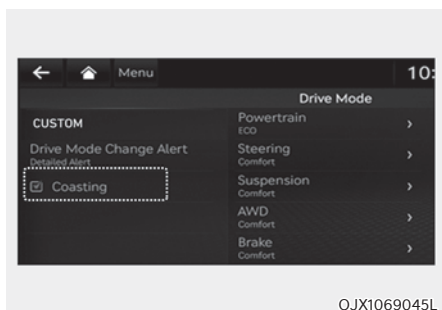 Menu
10:
Drive Mode
CUSTOM
Drive Mode Change Alert
Detailed Alert
Coasting
Powertrain
ECO
Steering
Comfort
Suspension
Comfort
AWD
Comfort
Brake
Comfort
OJX1069045L